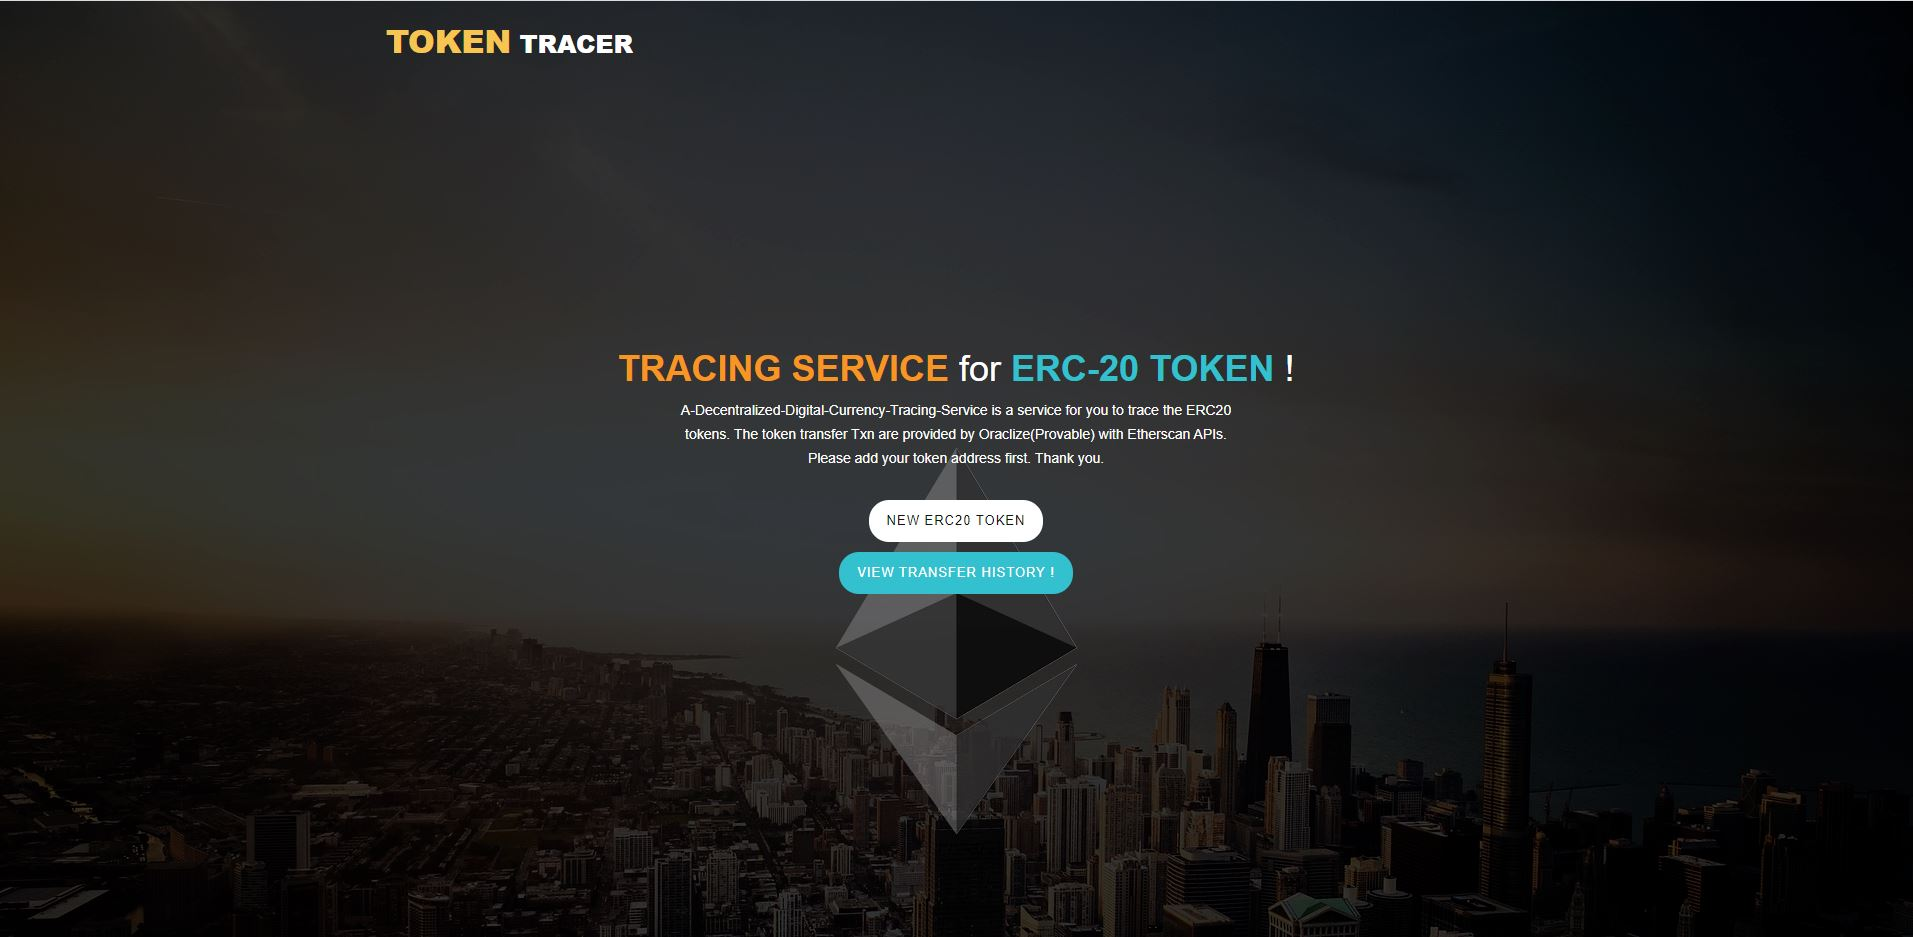 TOKEN TRACER
TRACING SERVICE for ERC-20 TOKEN !
A-Decentralized-Digital-Currency-Tracing-Service is a service for you to trace the ERC20
tokens. The token transfer Txn are provided by Oraclize(Provable) with Etherscan APIs.
Please add your token address first. Thank you.
NEW ERC20 TOKEN
VIEW TRANSFER HISTORY !